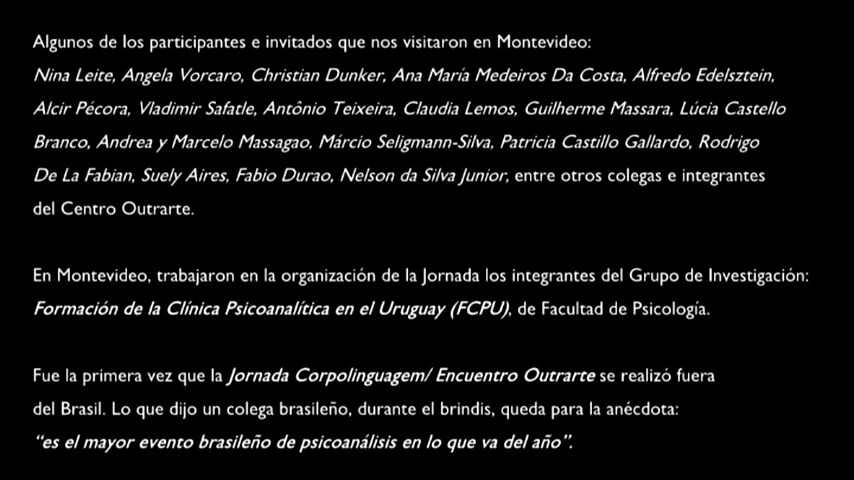 Algunos de los participantes e invitados que nos visitaron en Montevideo:
Nina Leite, Angela Vorcaro, Christian Dunker, Ana María Medeiros Da Costa, Alfredo Edelsztein,
Alcir Pécora, Vladimir Safatle, Antônio Teixeira, Claudia Lemos, Guilherme Massara, Lúcia Castello
Branco, Andrea y Marcelo Massagao, Márcio Seligmann-Silva, Patricia Castillo Gallardo, Rodrigo
De La Fabian, Suely Aires, Fabio Durao, Nelson da Silva Junior, entre otros colegas e integrantes
del Centro Outrarte.
En Montevideo, trabajaron en la organización de la Jornada los integrantes del Grupo de Investigación:
Formación de la Clínica Psicoanalítica en el Uruguay (FCPU), de Facultad de Psicología.
Fue la primera vez que la Jornada Corpolinguagem/ Encuentro Outrarte se realizó fuera
del Brasil. Lo que dijo un colega brasileño, durante el brindis, queda para la anécdota:
“es el mayor evento brasileño de psicoanálisis en lo que va del año”.